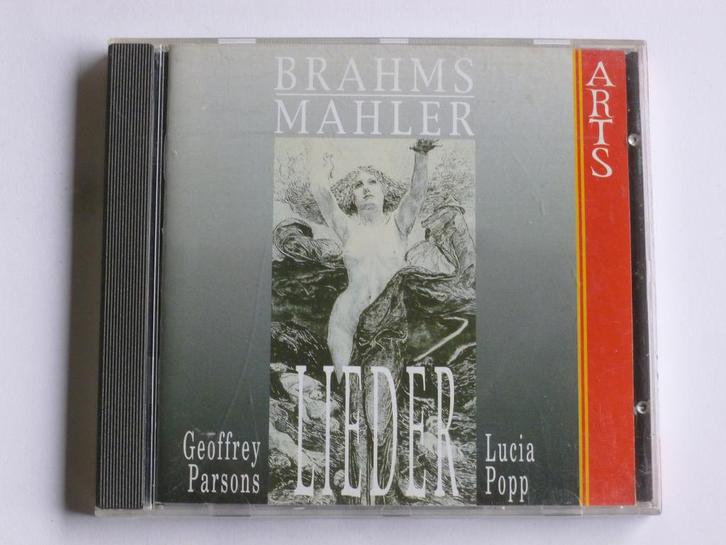 BRAHMS
MAHLER
ARTS
LIEDER
Geoffrey
Parsons
Lucia
Popp